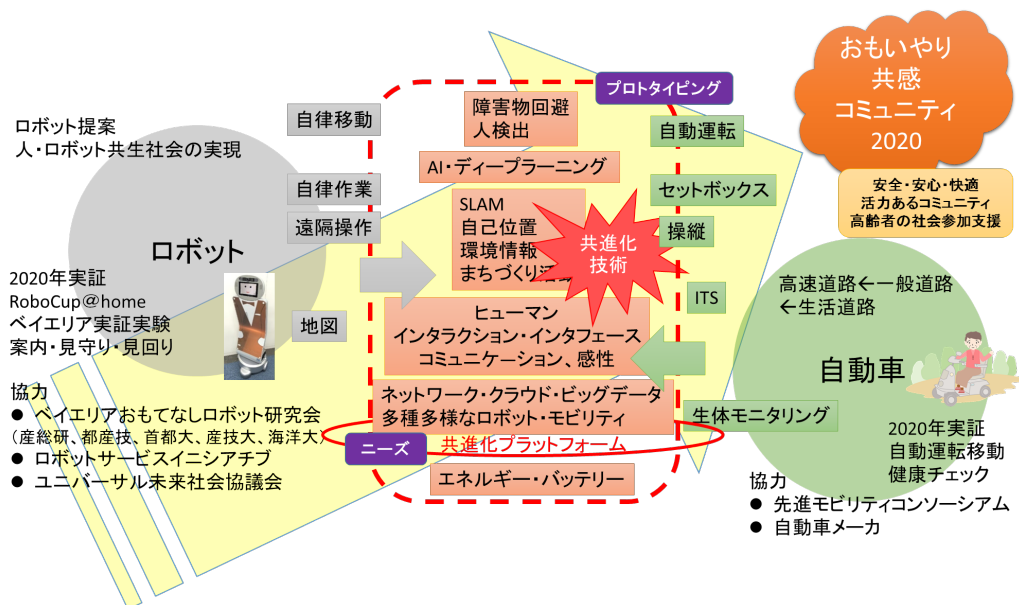 おもいやり
共感
コミュニティ
2020
安全・安心・快適
活力あるコミュニティ
高齢者の社会参加支援
プロトタイピング
ロボット提案
人・ロボット共生社会の実現
ロボット
2020年実証
RoboCup@home
ベイエリア実証実験
案内・見守り・見回り
協力
● ベイエリアおもてなしロボット研究会
（産総研、都産技、首都大、産技大、海洋大）
● ロボットサービスイニシアチブ
● ユニバーサル未来社会協議会
自律移動
自律作業
遠隔操作
地図
障害物回避
人検出
AI・ディープラーニング
SLAM
自己位置
環境情報
まちづくり活
共進化
技術
ヒューマン
インタラクション・インタフェース
コミュニケーション、感性
ネットワーク・クラウド・ビッグデータ
多種多様なロボット・モビリティ
ニーズ
共進化プラットフォーム
エネルギー・バッテリー
自動運転
セットボックス
操縦
ITS
生体モニタリング
高速道路←一般道路
←生活道路
自動車
2020年実証
自動運転移動
健康チェック
協力
● 先進モビリティコンソーシアム
● 自動車メーカ